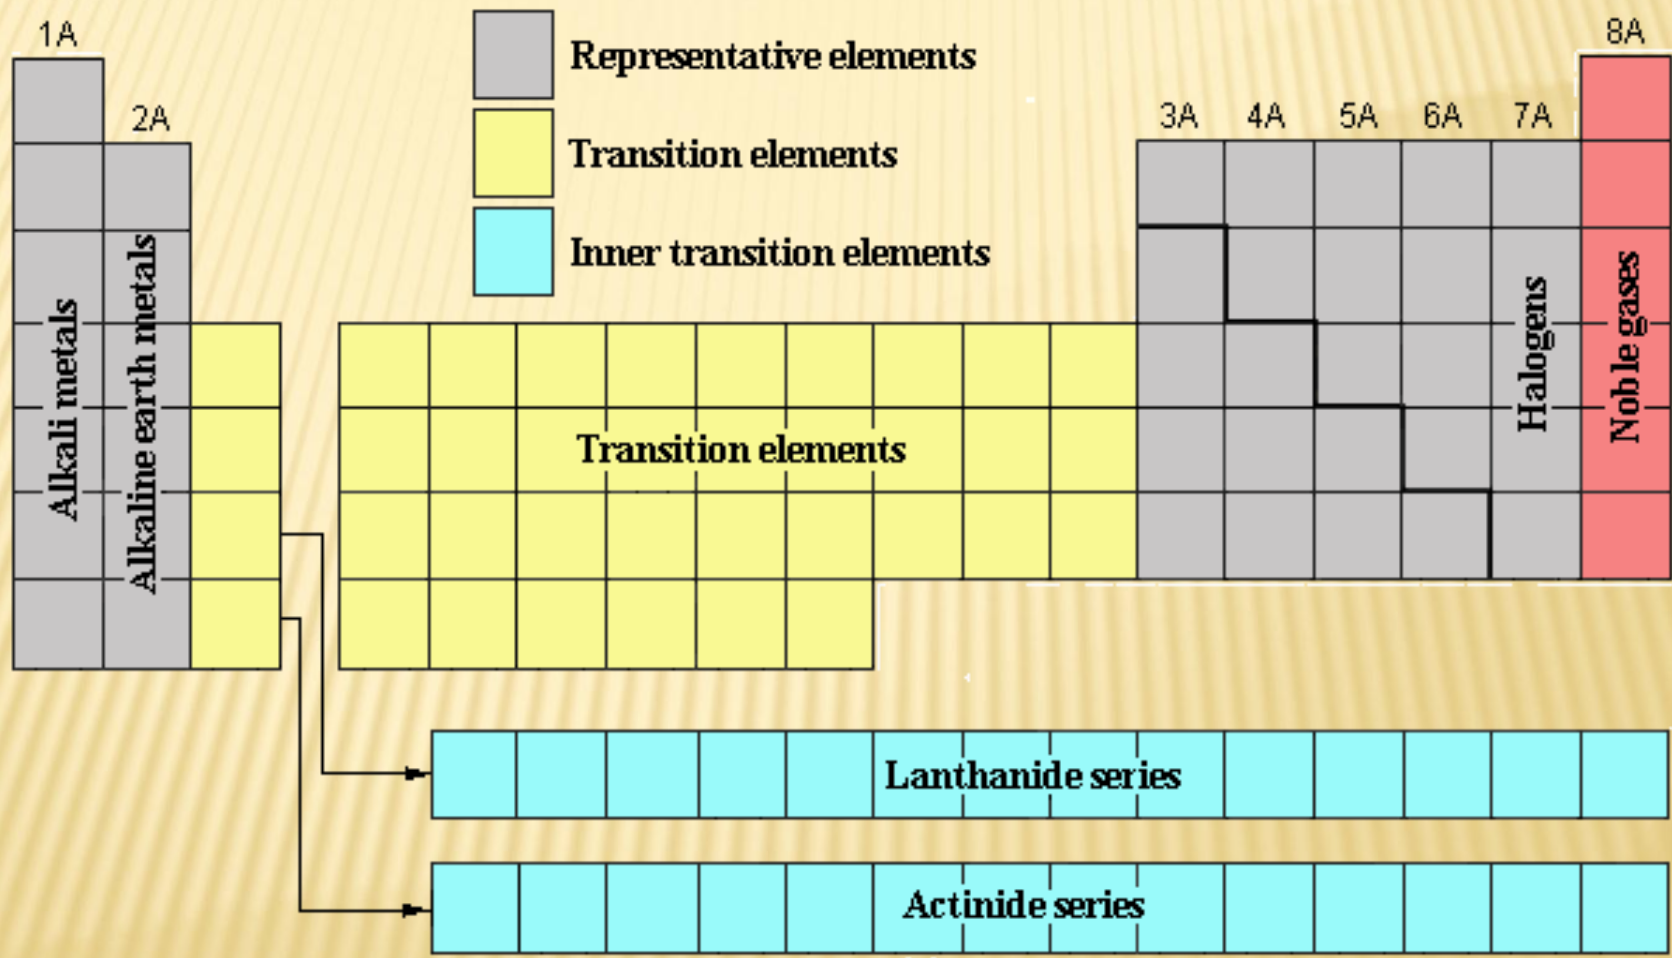 1A
8A
2A
Representative elements
Transition elements
Inner transition elements
3A 4A 5A 6A 7A
Alkali metals
Alkaline earth metals
Transition elements
Halogens
Noble gases
Lanthanide series
Actinide series